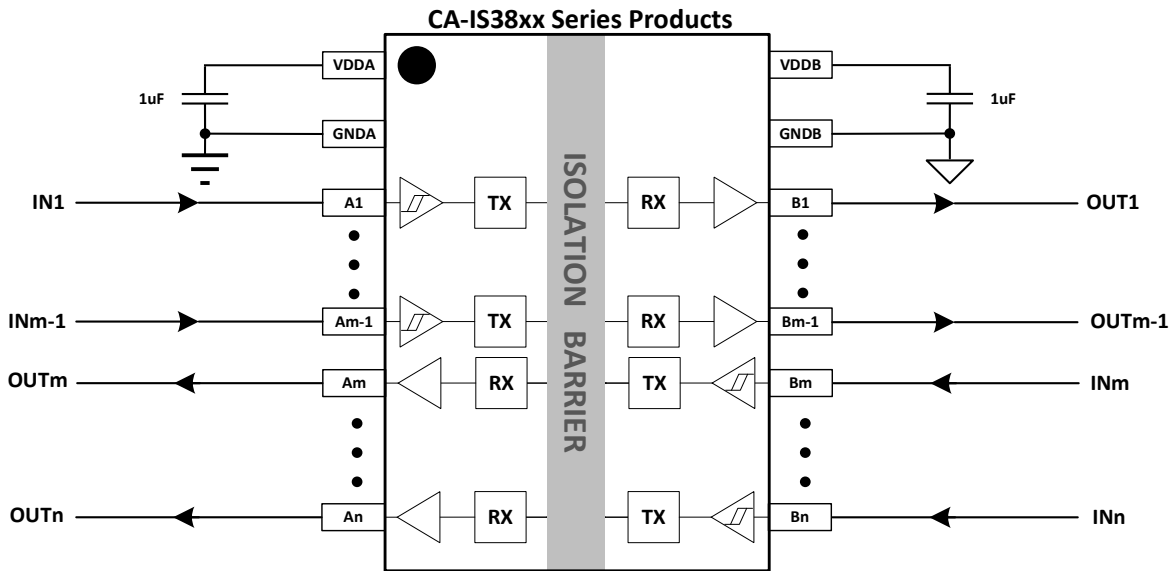 CA-IS38xx Series Products
VDDA
VDDB
1uF
1uF
GNDA
GNDB
ISOLATION BARRIER
IN1
A1
TX
RX
B1
OUT1
INm-1
Am-1
TX
RX
Bm-1
OUTm-1
OUTm
Am
RX
TX
Bm
INm
OUTn
An
RX
TX
Bn
INn